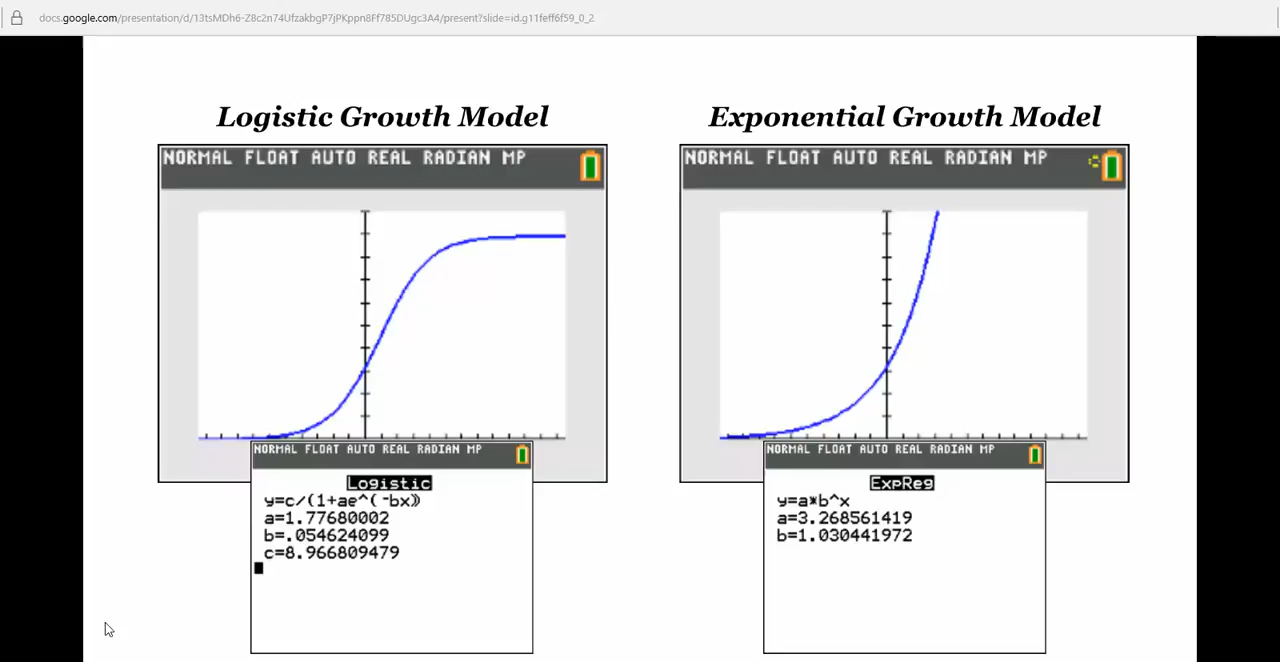 docs.google.com/presentation/d/13tsMDh6-Z8c2n74UfzakbgP7jPKppn8Ff785DUgc3A4/present?slide=id.g11feff6f59_0_2
Logistic Growth Model
NORMAL FLOAT AUTO REAL RADIAN MP
NORMAL FLOAT AUTO REAL RADIAN MP
Logistic
y=c/(1+ae^(-bx))
a=1.77680002
b=.054624099
c=8.966809479
Exponential Growth Model
NORMAL FLOAT AUTO REAL RADIAN MP
NORMAL FLOAT AUTO REAL RADIAN MP
ExpReg
y=a*b^x
a=3.268561419
b=1.030441972